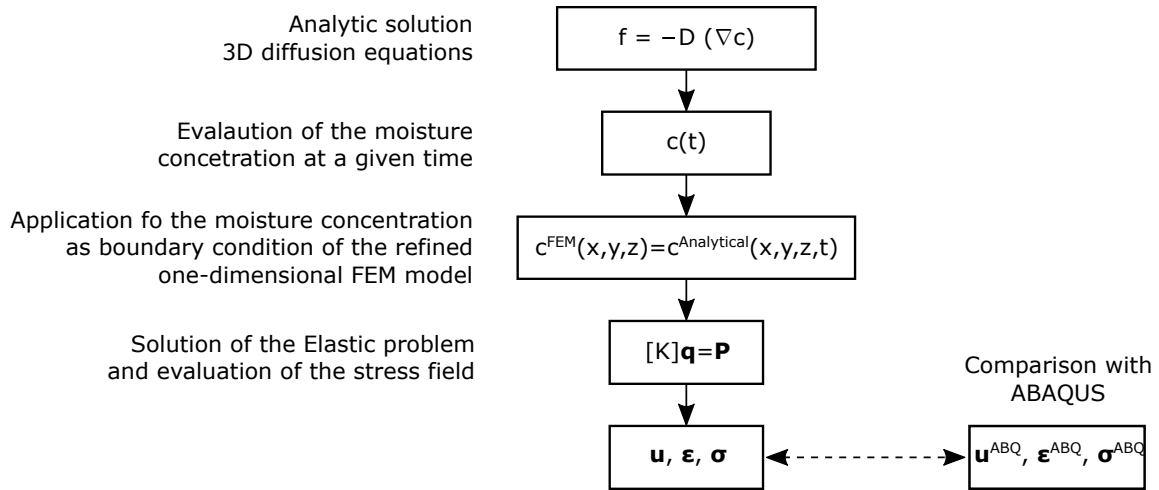 Analytic solution
3D diffusion equations
f = −D (∇c)
Evalaution of the moisture
concetration at a given time
c(t)
Application fo the moisture concentration
as boundary condition of the refined
one-dimensional FEM model
c^FEM(x,y,z)=c^Analytical(x,y,z,t)
Solution of the Elastic problem
and evaluation of the stress field
[K]q=P
Comparison with
ABAQUS
u, ε, σ
u^ABQ, ε^ABQ, σ^ABQ